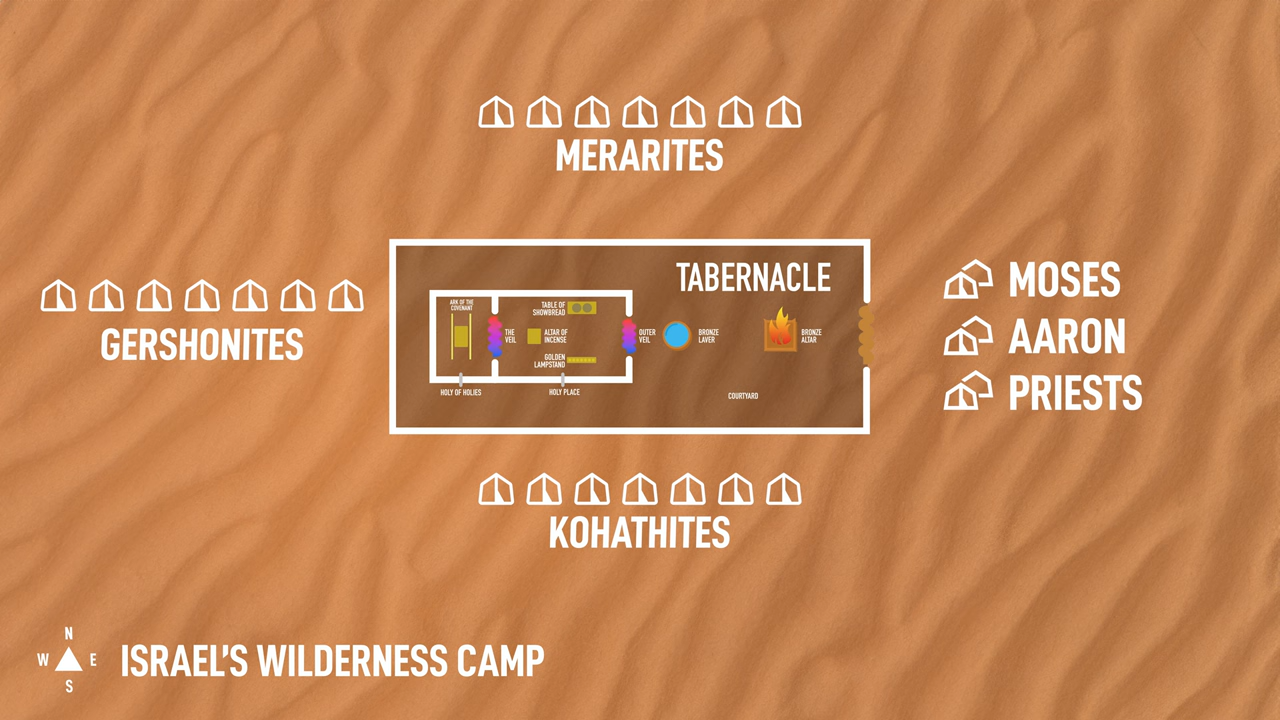 MERARITES
GERSHONITES
TABERNACLE
ARK OF THE
COVENANT
TABLE OF
SHOWBREAD
THE
VEIL
ALTAR OF
INCENSE
GOLDEN
LAMPSTAND
OUTER
VEIL
BRONZE
LAVER
BRONZE
ALTAR
HOLY OF HOLIES
HOLY PLACE
COURTYARD
MOSES
AARON
PRIESTS
KOHATHITES
N
W E
S
ISRAEL'S WILDERNESS CAMP